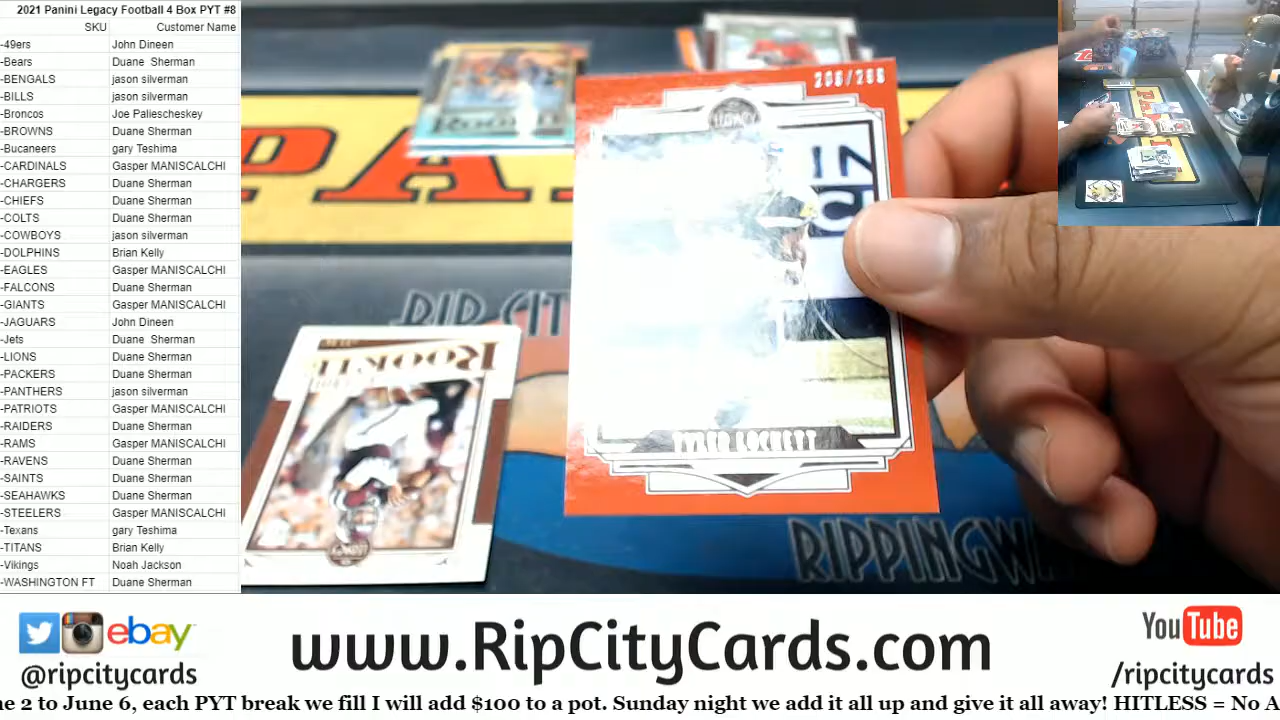 2021 Panini Legacy Football 4 Box PYT #8
SKU Customer Name
-49ers John Dineen
-Bears Duane Sherman
-BENGALS jason silverman
-BILLS jason silverman
-Broncos Joe Paliescheskey
-BROWNS Duane Sherman
-Bucaneers gary Teshima
-CARDINALS Gasper MANISCALCHI
-CHARGERS Duane Sherman
-CHIEFS Duane Sherman
-COLTS Duane Sherman
-COWBOYS jason silverman
-DOLPHINS Brian Kelly
-EAGLES Gasper MANISCALCHI
-FALCONS Duane Sherman
-GIANTS Gasper MANISCALCHI
-JAGUARS John Dineen
-Jets Duane Sherman
-LIONS Duane Sherman
-PACKERS Duane Sherman
-PANTHERS jason silverman
-PATRIOTS Gasper MANISCALCHI
-RAIDERS Duane Sherman
-RAMS Gasper MANISCALCHI
-RAVENS Duane Sherman
-SAINTS Duane Sherman
-SEAHAWKS Duane Sherman
-STEELERS Gasper MANISCALCHI
-Texans gary Teshima
-TITANS Brian Kelly
-Vikings Noah Jackson
-WASHINGTON FT Duane Sherman
PA
RIP CIT
ROOKIE
LEGACY
TYLER LOCKETT
RIPPINGW
ebay
@ripcitycards
www.RipCityCards.com
YouTube
/ripcitycards
e 2 to June 6, each PYT break we fill I will add $100 to a pot. Sunday night we add it all up and give it all away! HITLESS = No A